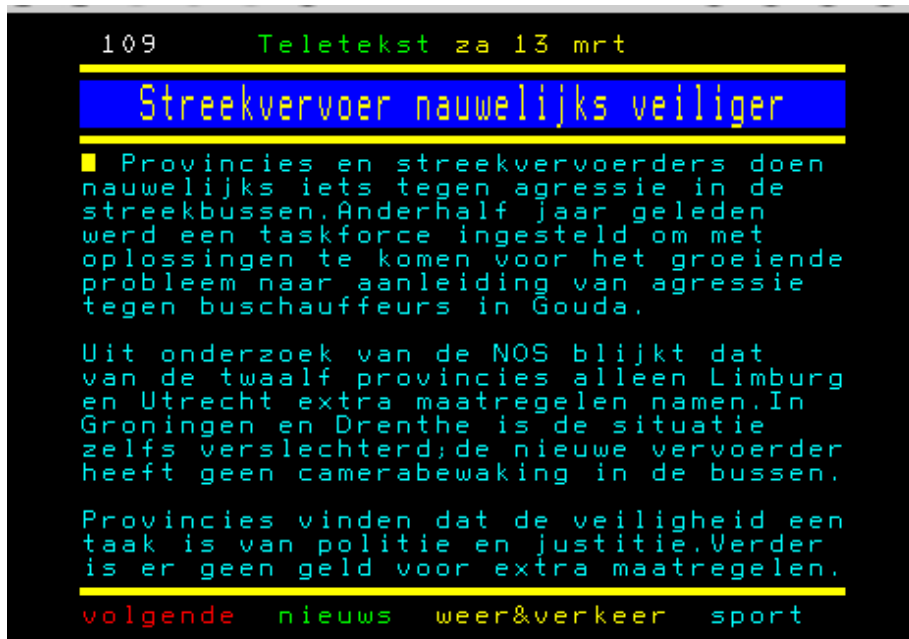 109 Teletekst za 13 mrt
Streekvervoer nauwelijks veiliger
Provincies en streekvervoerders doen
nauwelijks iets tegen agressie in de
streekbussen.Anderhalf jaar geleden
werd een taskforce ingesteld om met
oplossingen te komen voor het groeiende
probleem naar aanleiding van agressie
tegen buschauffeurs in Gouda.
Uit onderzoek van de NOS blijkt dat
van de twaalf provincies alleen Limburg
en Utrecht extra maatregelen namen.In
Groningen en Drenthe is de situatie
zelfs verslechterd;de nieuwe vervoerder
heeft geen camerabewaking in de bussen.
Provincies vinden dat de veiligheid een
taak is van politie en justitie.Verder
is er geen geld voor extra maatregelen.
volgende nieuws weer&verkeer sport